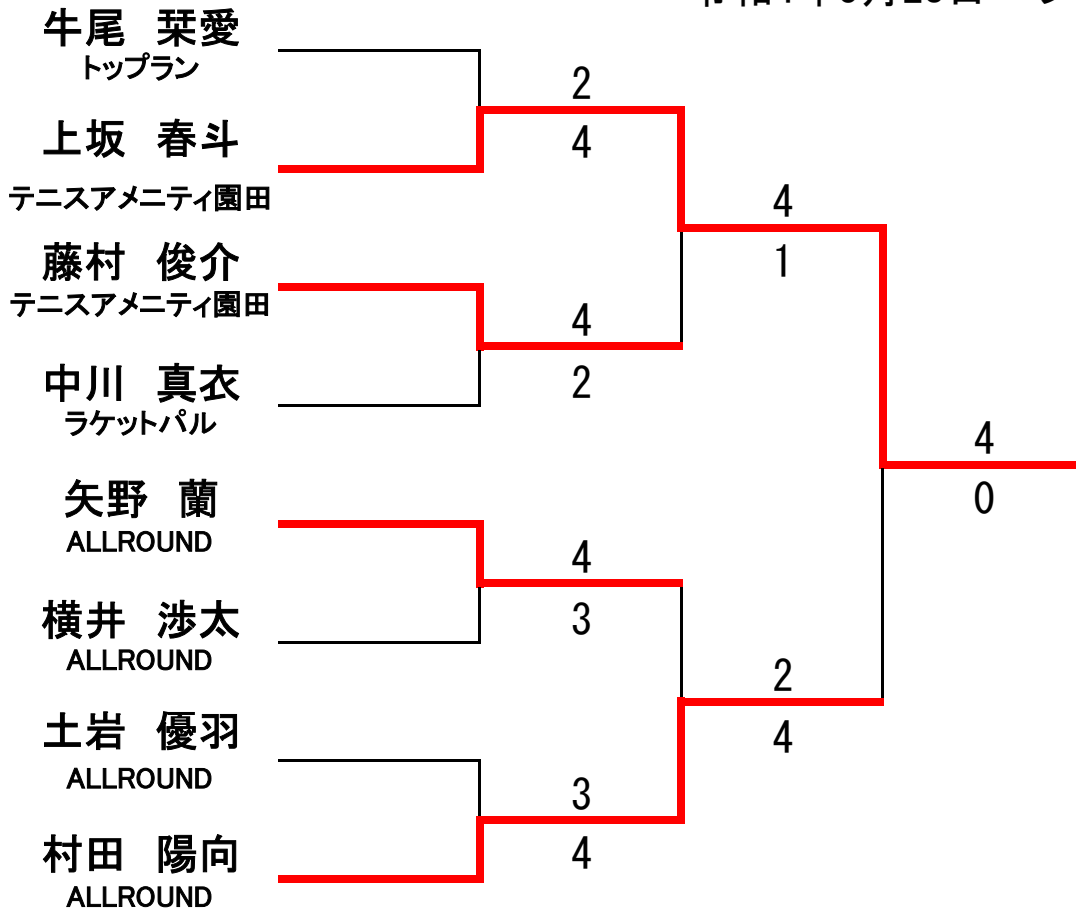 牛尾　栞愛
トップラン
2
4
上坂　春斗
テニスアメニティ園田
4
1
藤村　俊介
テニスアメニティ園田
4
2
中川　真衣
ラケットパル
4
0
矢野　蘭
ALLROUND
4
3
横井　渉太
ALLROUND
2
4
土岩　優羽
ALLROUND
3
4
村田　陽向
ALLROUND